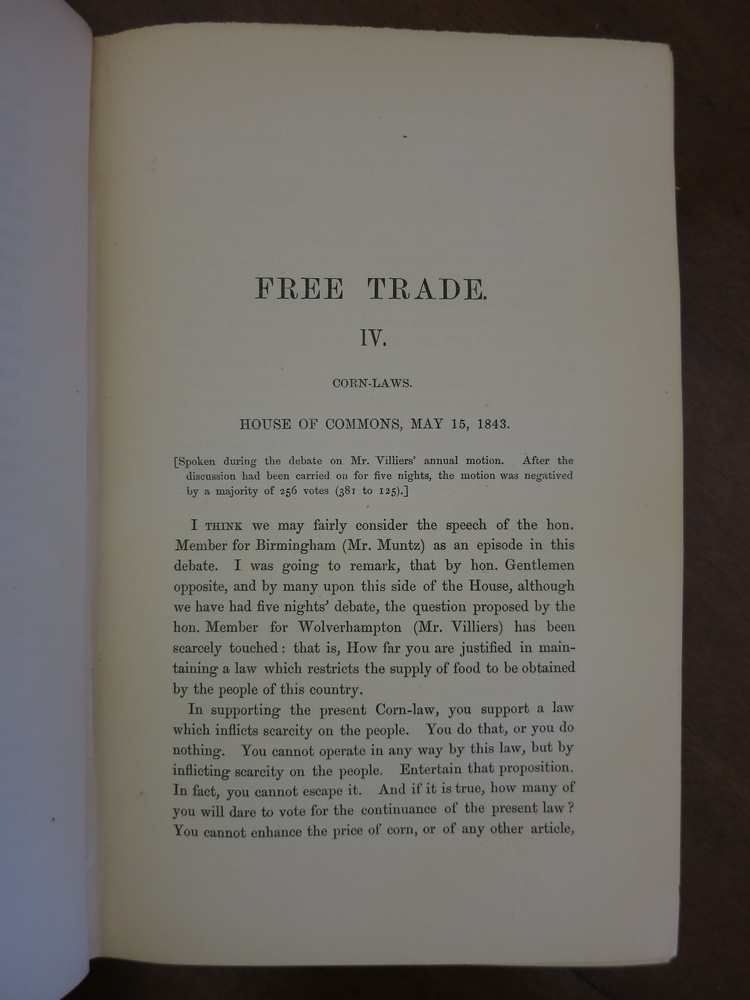 FREE TRADE.
IV.
CORN-LAWS.
HOUSE OF COMMONS, MAY 15, 1843.
[Spoken during the debate on Mr. Villiers' annual motion. After the
discussion had been carried on for five nights, the motion was negatived
by a majority of 256 votes (381 to 125).]
I THINK we may fairly consider the speech of the hon.
Member for Birmingham (Mr. Muntz) as an episode in this
debate. I was going to remark, that by hon. Gentlemen
opposite, and by many upon this side of the House, although
we have had five nights' debate, the question proposed by the
hon. Member for Wolverhampton (Mr. Villiers) has been
scarcely touched: that is, How far you are justified in main-
taining a law which restricts the supply of food to be obtained
by the people of this country.
In supporting the present Corn-law, you support a law
which inflicts scarcity on the people. You do that, or you do
nothing. You cannot operate in any way by this law, but by
inflicting scarcity on the people. Entertain that proposition.
In fact, you cannot escape it. And if it is true, how many of
you will dare to vote for the continuance of the present law?
You cannot enhance the price of corn, or of any other article,